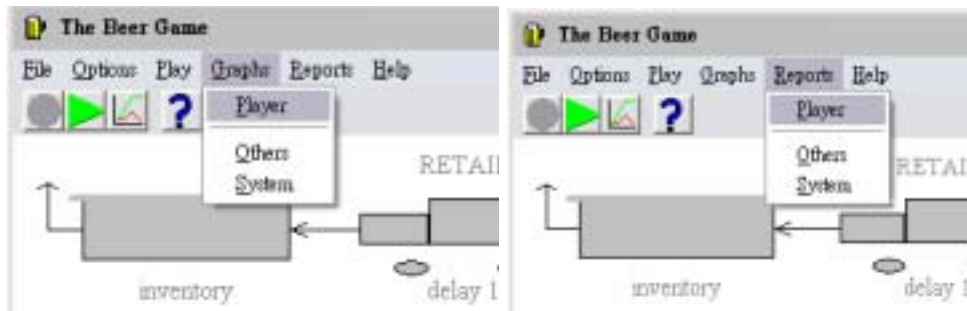 The Beer Game
File Options Play Graphs Reports Help
Player
Others
System
RETAI
inventory
delay 1
The Beer Game
File Options Play Graphs Reports Help
Player
Others
System
RETAI
inventory
delay 1